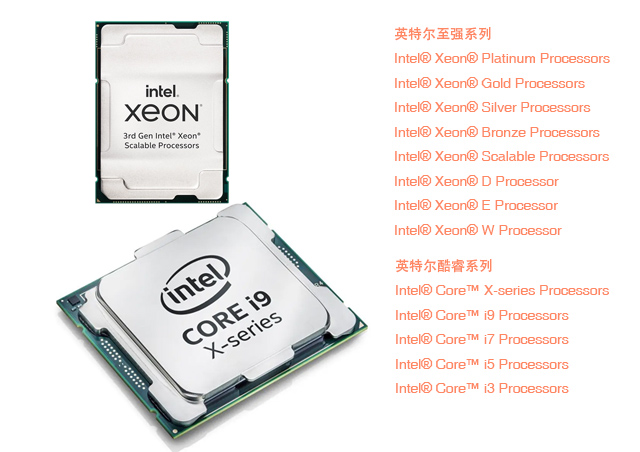 intel.
xeon®
3rd Gen Intel® Xeon®
Scalable Processors
intel
CORE i9
X-series
英特尔至强系列
Intel® Xeon® Platinum Processors
Intel® Xeon® Gold Processors
Intel® Xeon® Silver Processors
Intel® Xeon® Bronze Processors
Intel® Xeon® Scalable Processors
Intel® Xeon® D Processor
Intel® Xeon® E Processor
Intel® Xeon® W Processor
英特尔酷睿系列
Intel® Core™ X-series Processors
Intel® Core™ i9 Processors
Intel® Core™ i7 Processors
Intel® Core™ i5 Processors
Intel® Core™ i3 Processors